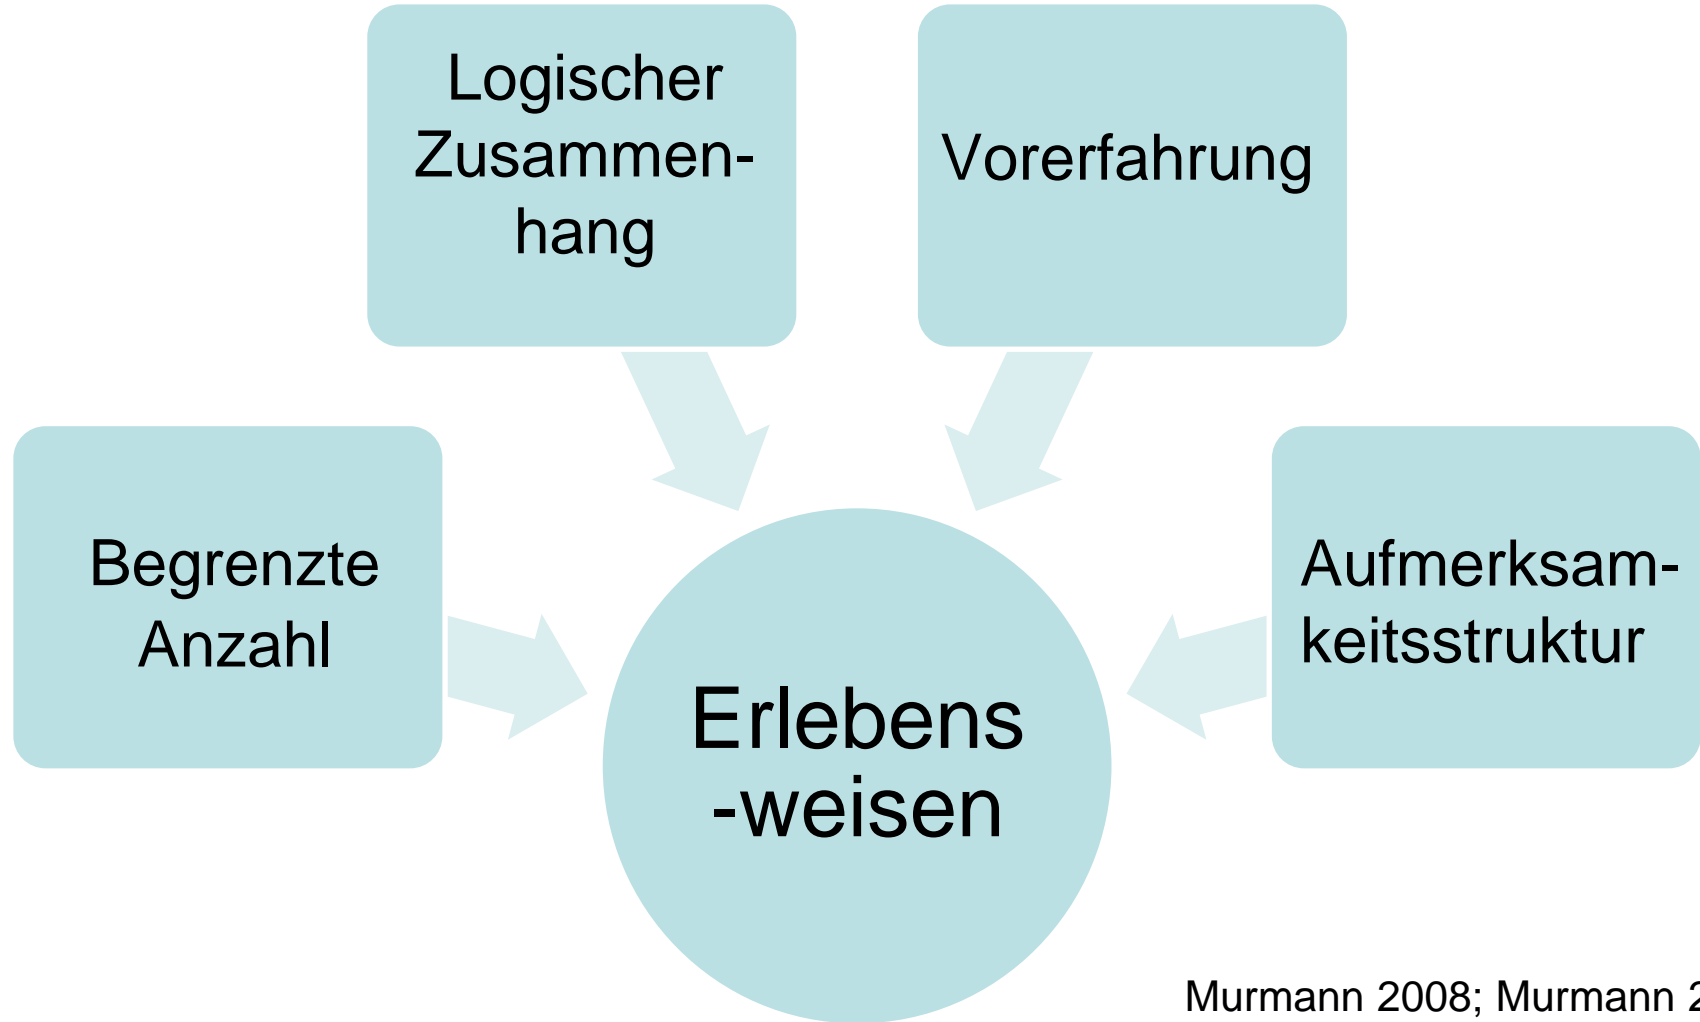 Logischer
Zusammen-
hang
Vorerfahrung
Begrenzte
Anzahl
Aufmerksam-
keitsstruktur
Erlebens
-weisen
Murmann 2008; Murmann